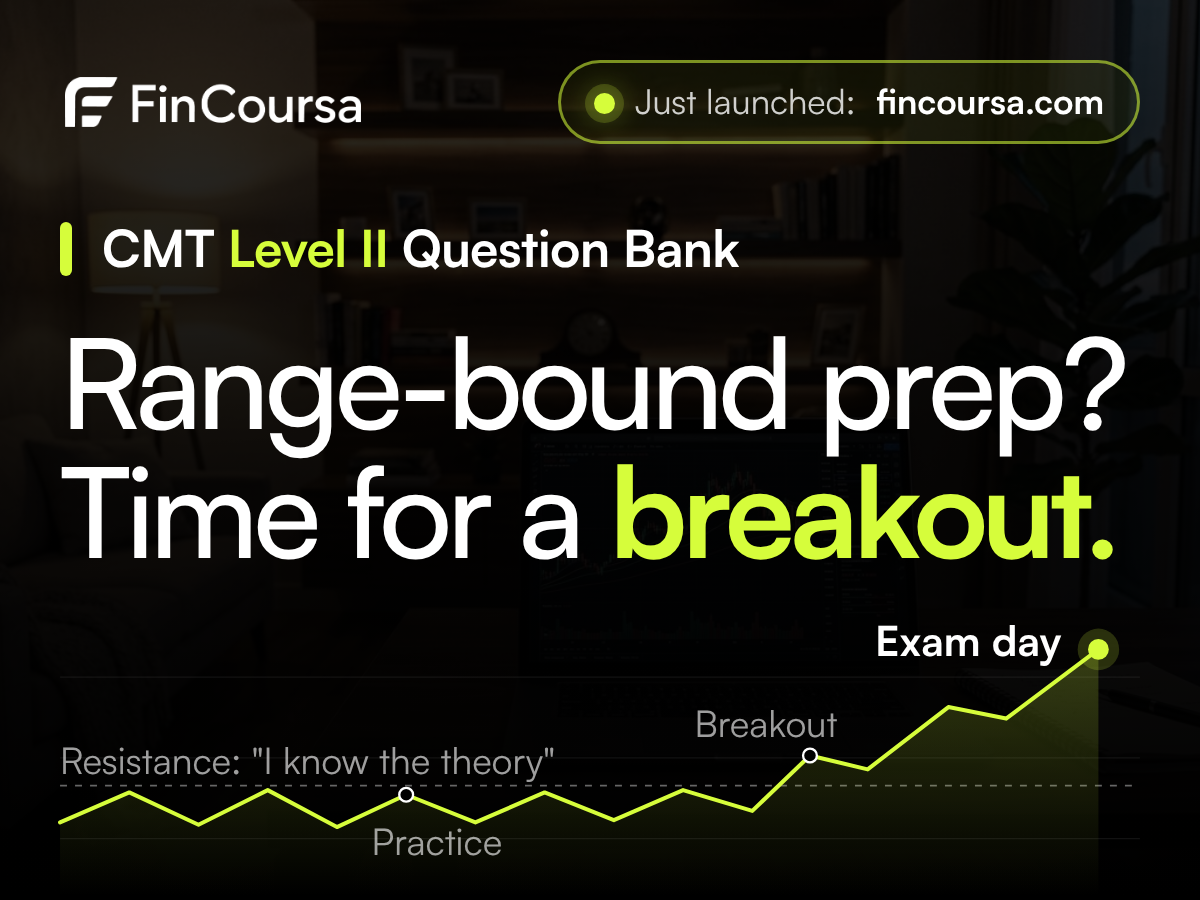 FinCoursa
Just launched: fincoursa.com
CMT Level II Question Bank
Range-bound prep?
Time for a breakout.
Exam day
Breakout
Resistance: "I know the theory"
Practice